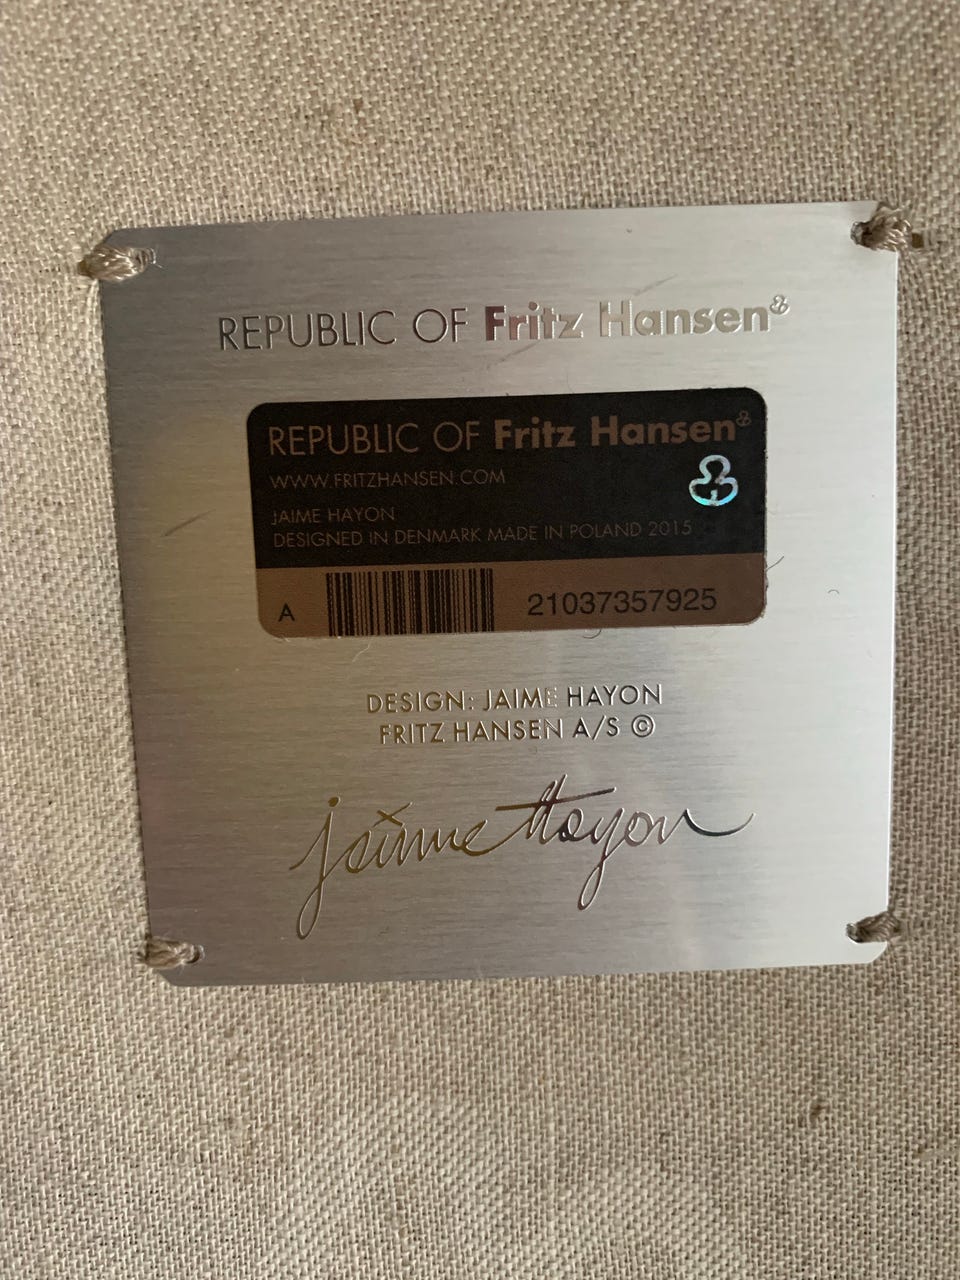 REPUBLIC OF Fritz Hansen
REPUBLIC OF Fritz Hansen
WWW.FRITZHANSEN.COM
JAIME HAYON
DESIGNED IN DENMARK MADE IN POLAND 2015
A 21037357925
DESIGN: JAIME HAYON
FRITZ HANSEN A/S ©
jaime Hayon